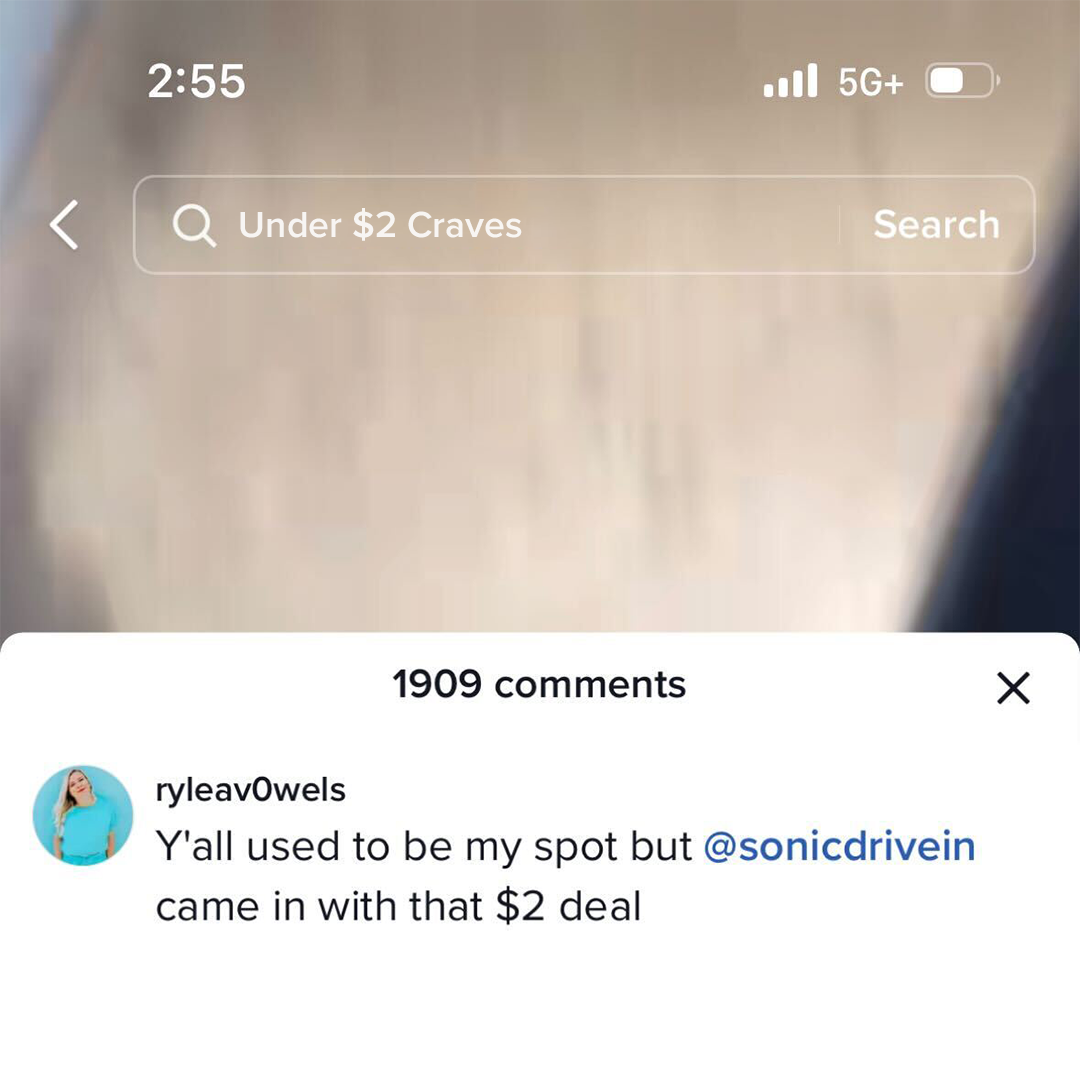 2:55 5G+
Under $2 Craves Search
1909 comments
ryleav0wels
Y'all used to be my spot but @sonicdrivein
came in with that $2 deal